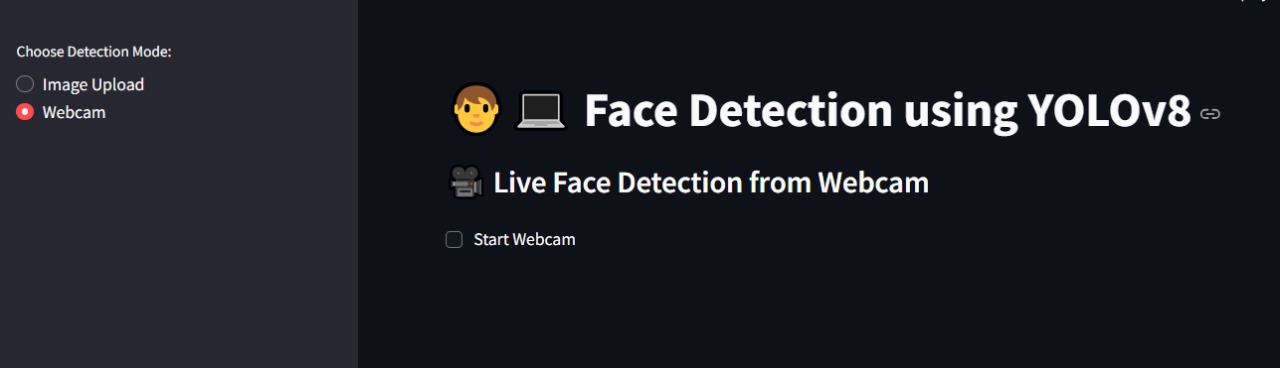 Choose Detection Mode:
Image Upload
Webcam
Face Detection using YOLOv8
Live Face Detection from Webcam
Start Webcam